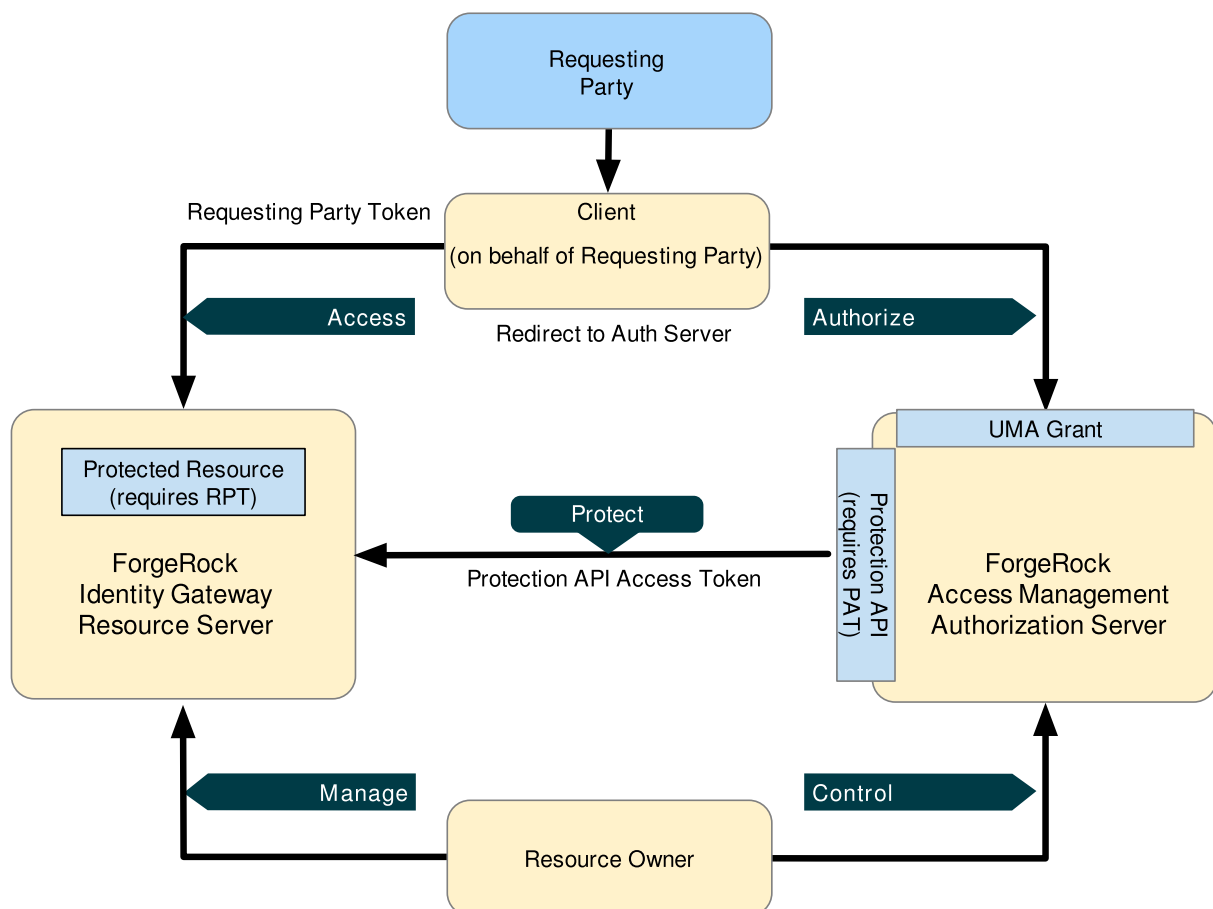 Requesting
Party
Requesting Party Token
Client
(on behalf of Requesting Party)
Access
Authorize
Redirect to Auth Server
UMA Grant
Protected Resource
(requires RPT)
Protect
Protection API
(requires PAT)
ForgeRock
Identity Gateway
Resource Server
Protection API Access Token
ForgeRock
Access Management
Authorization Server
Manage
Control
Resource Owner